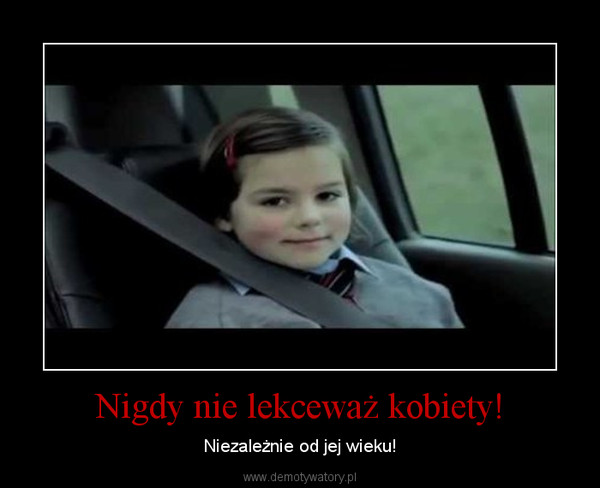 Nigdy nie lekceważ kobiety!
Niezależnie od jej wieku!
www.demotywatory.pl